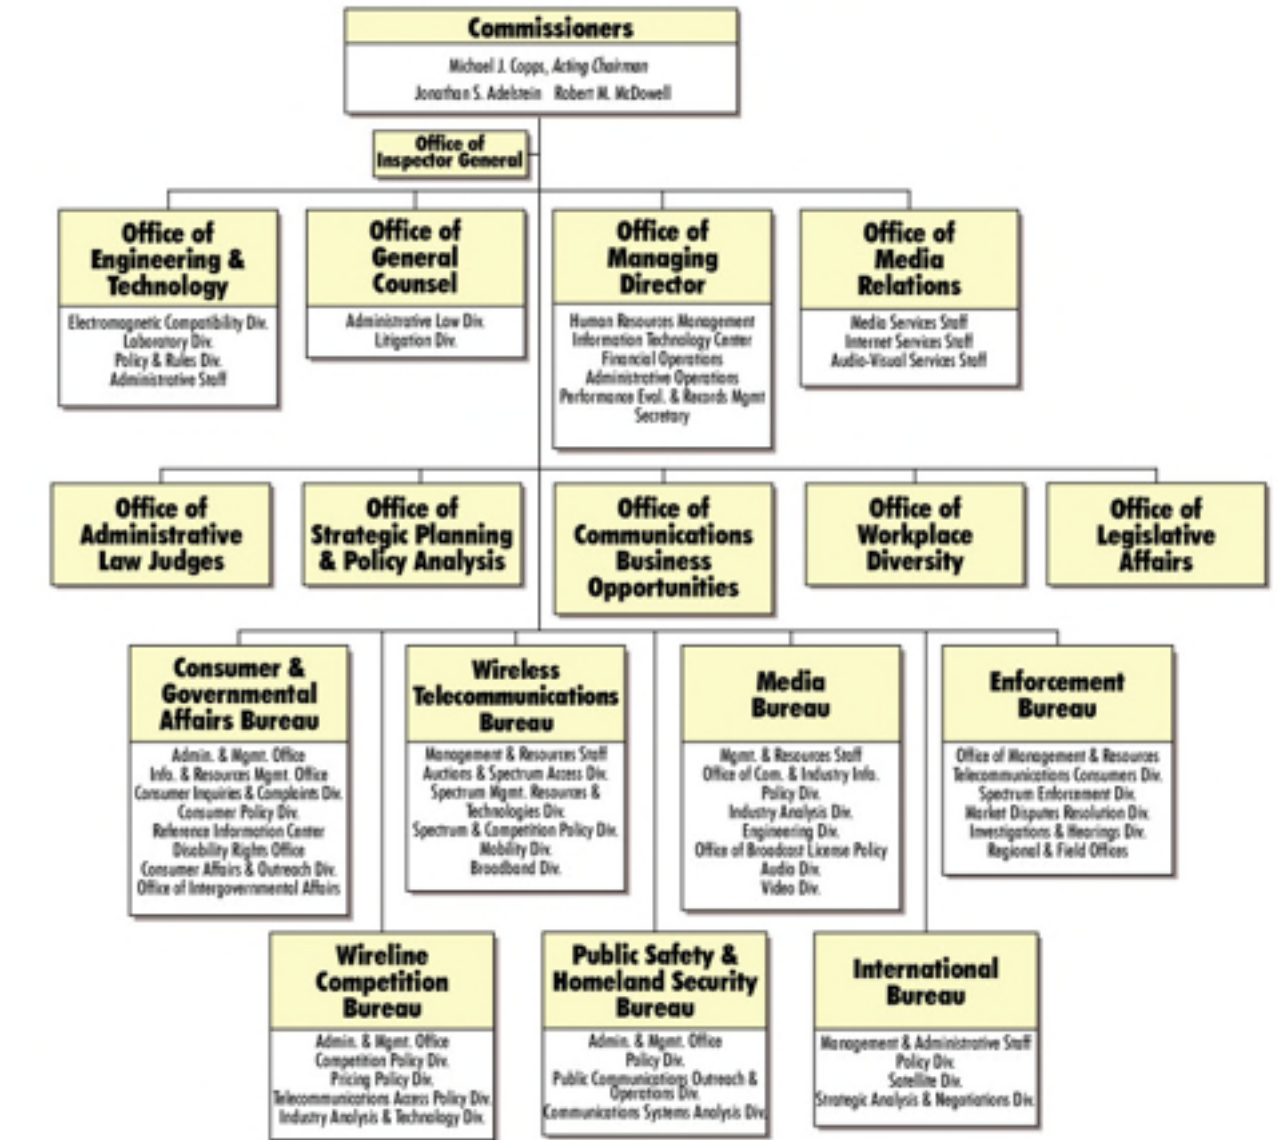 Commissioners
Michael J. Copps, Acting Chairman
Jonathan S. Adelstein Robert M. McDowell
Office of
Inspector General
Office of
Engineering &
Technology
Electromagnetic Compatibility Div.
Laboratory Div.
Policy & Rules Div.
Administrative Staff
Office of
General
Counsel
Administrative Law Div.
Litigation Div.
Office of
Managing
Director
Human Resources Management
Information Technology Center
Financial Operations
Administrative Operations
Performance Eval. & Records Mgmt
Secretary
Office of
Media
Relations
Media Services Staff
Internet Services Staff
Audio-Visual Services Staff
Office of
Administrative
Law Judges
Office of
Strategic Planning
& Policy Analysis
Office of
Communications
Business
Opportunities
Office of
Workplace
Diversity
Office of
Legislative
Affairs
Consumer &
Governmental
Affairs Bureau
Admin. & Mgmt. Office
Info. & Resources Mgmt. Office
Consumer Inquiries & Complaints Div.
Consumer Policy Div.
Reference Information Center
Disability Rights Office
Consumer Affairs & Outreach Div.
Office of Intergovernmental Affairs
Wireless
Telecommunications
Bureau
Management & Resources Staff
Auctions & Spectrum Access Div.
Spectrum Mgmt. Resources &
Technologies Div.
Spectrum & Competition Policy Div.
Mobility Div.
Broadband Div.
Media
Bureau
Mgmt. & Resources Staff
Office of Com. & Industry Info.
Policy Div.
Industry Analysis Div.
Engineering Div.
Office of Broadcast License Policy
Audio Div.
Video Div.
Enforcement
Bureau
Office of Management & Resources
Telecommunications Consumers Div.
Spectrum Enforcement Div.
Market Disputes Resolution Div.
Investigations & Hearings Div.
Regional & Field Offices
Wireline
Competition
Bureau
Admin. & Mgmt. Office
Competition Policy Div.
Pricing Policy Div.
Telecommunications Access Policy Div.
Industry Analysis & Technology Div.
Public Safety &
Homeland Security
Bureau
Admin. & Mgmt. Office
Policy Div.
Public Communications Outreach &
Operations Div.
Communications Systems Analysis Div.
International
Bureau
Management & Administrative Staff
Policy Div.
Satellite Div.
Strategic Analysis & Negotiations Div.